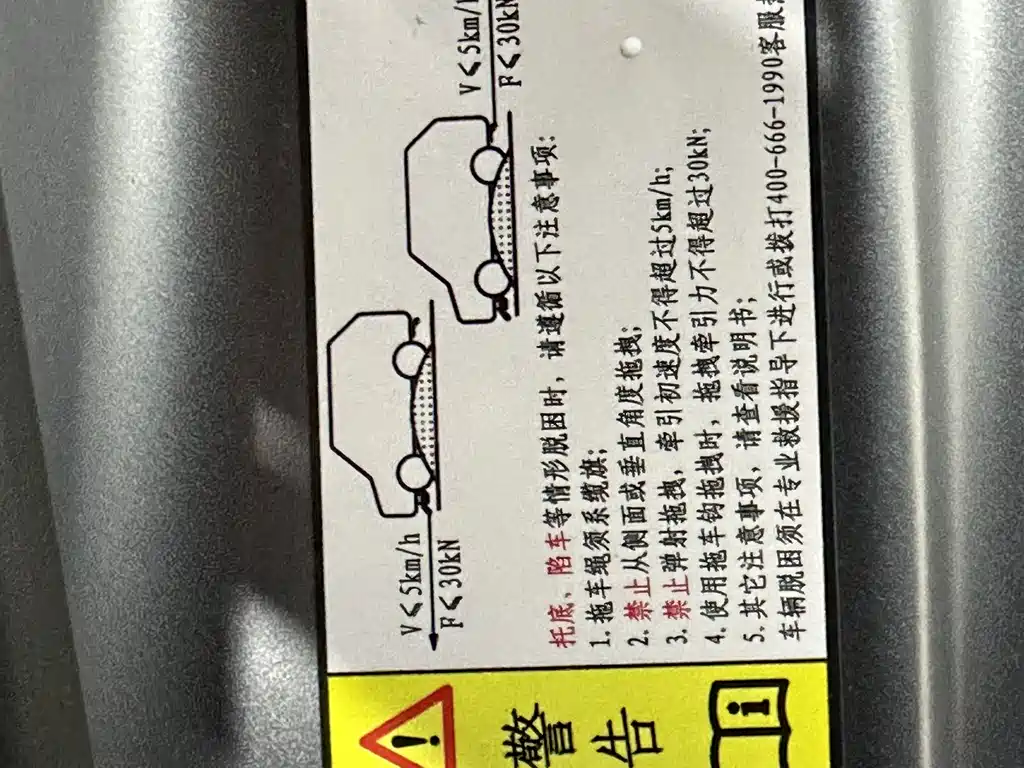 警告
V≤5km/h
F≤30kN
V≤5km/
F≤30kN
托底、陷车等情形脱困时，请遵循以下注意事项:
1. 拖车绳须系缆旗;
2. 禁止从侧面或垂直角度拖拽;
3. 禁止弹射拖拽，牵引初速度不得超过5km/h;
4. 使用拖车钩拖拽时，拖拽牵引力不得超过30kN;
5. 其它注意事项，请查看说明书;
车辆脱困须在专业救援指导下进行或拨打400-666-1990客服